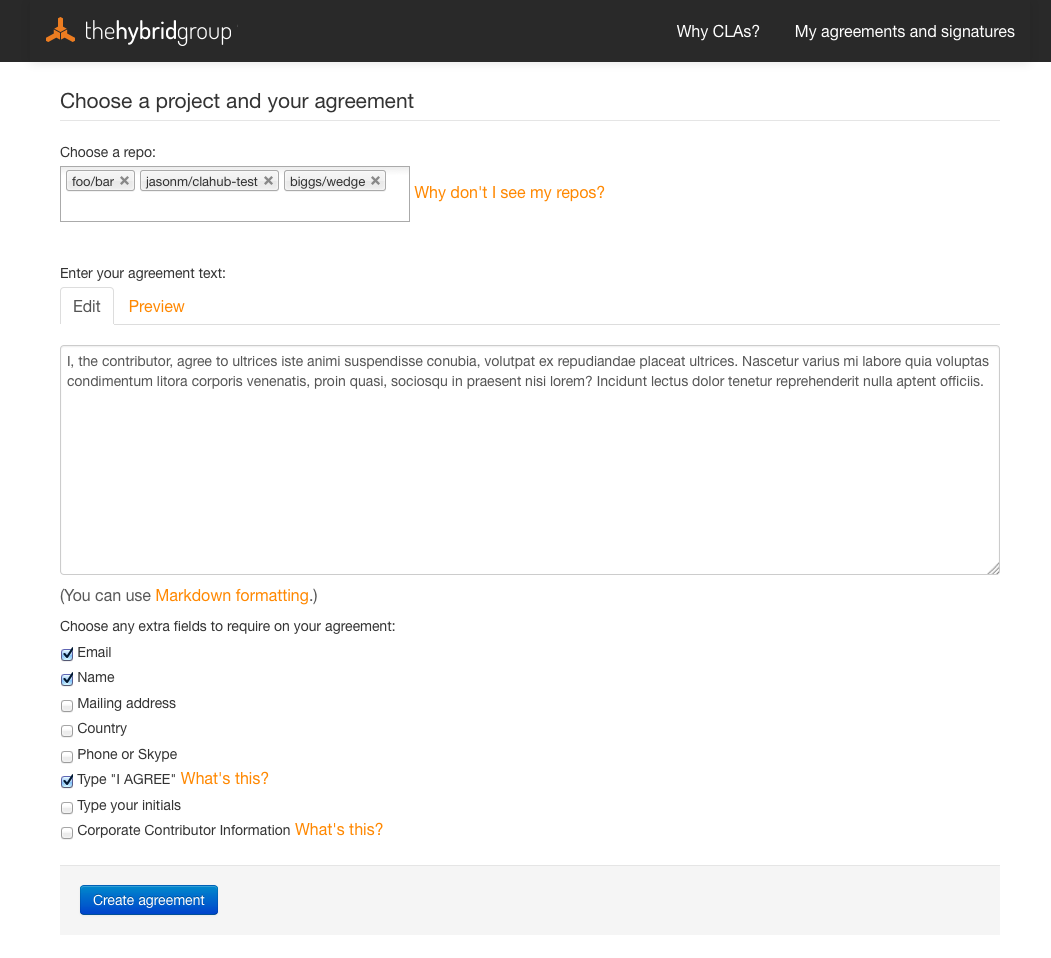 thehybridgroup
Why CLAs?
My agreements and signatures
Choose a project and your agreement
Choose a repo:
foo/bar
jasonm/clahub-test
biggs/wedge
Why don't I see my repos?
Enter your agreement text:
Edit
Preview
I, the contributor, agree to ultrices iste animi suspendisse conubia, volutpat ex repudiandae placeat ultrices. Nascetur varius mi labore quia voluptas
condimentum litora corporis venenatis, proin quasi, sociosqu in praesent nisi lorem? Incidunt lectus dolor tenetur reprehenderit nulla aptent officiis.
(You can use Markdown formatting.)
Choose any extra fields to require on your agreement:
Email
Name
Mailing address
Country
Phone or Skype
Type "I AGREE" What's this?
Type your initials
Corporate Contributor Information What's this?
Create agreement